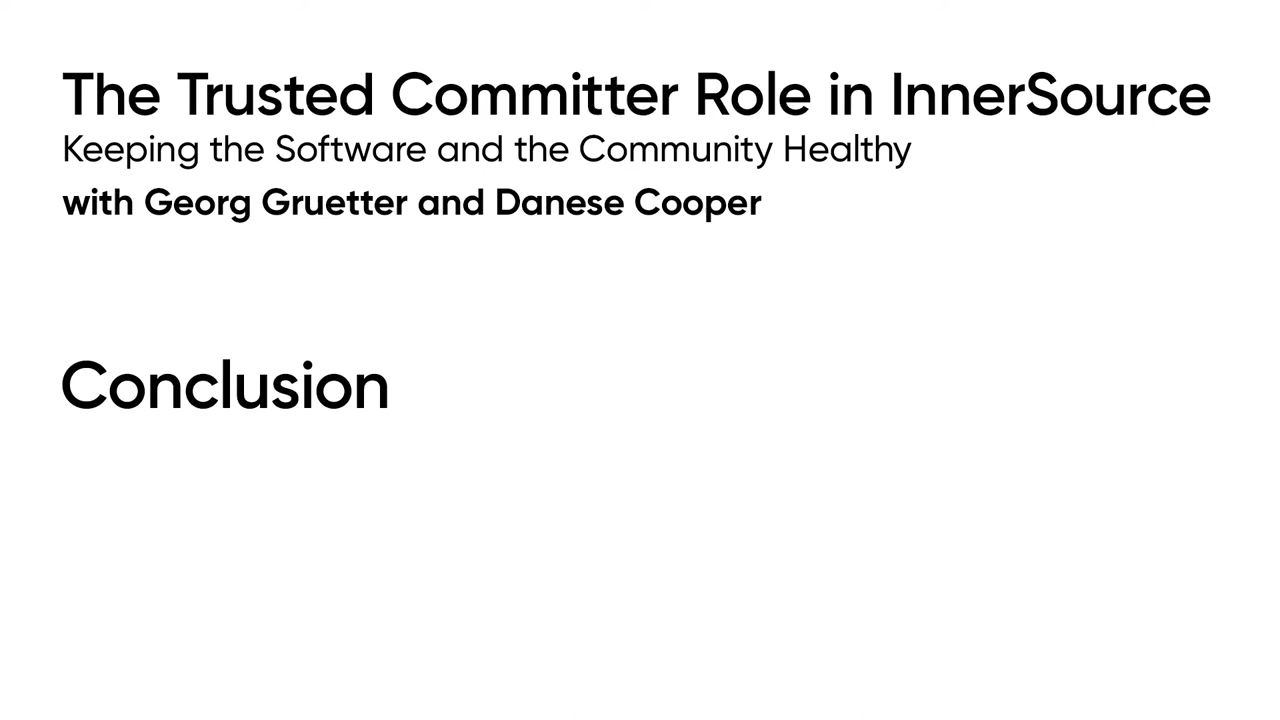 The Trusted Committer Role in InnerSource
Keeping the Software and the Community Healthy
with Georg Gruetter and Danese Cooper
Conclusion